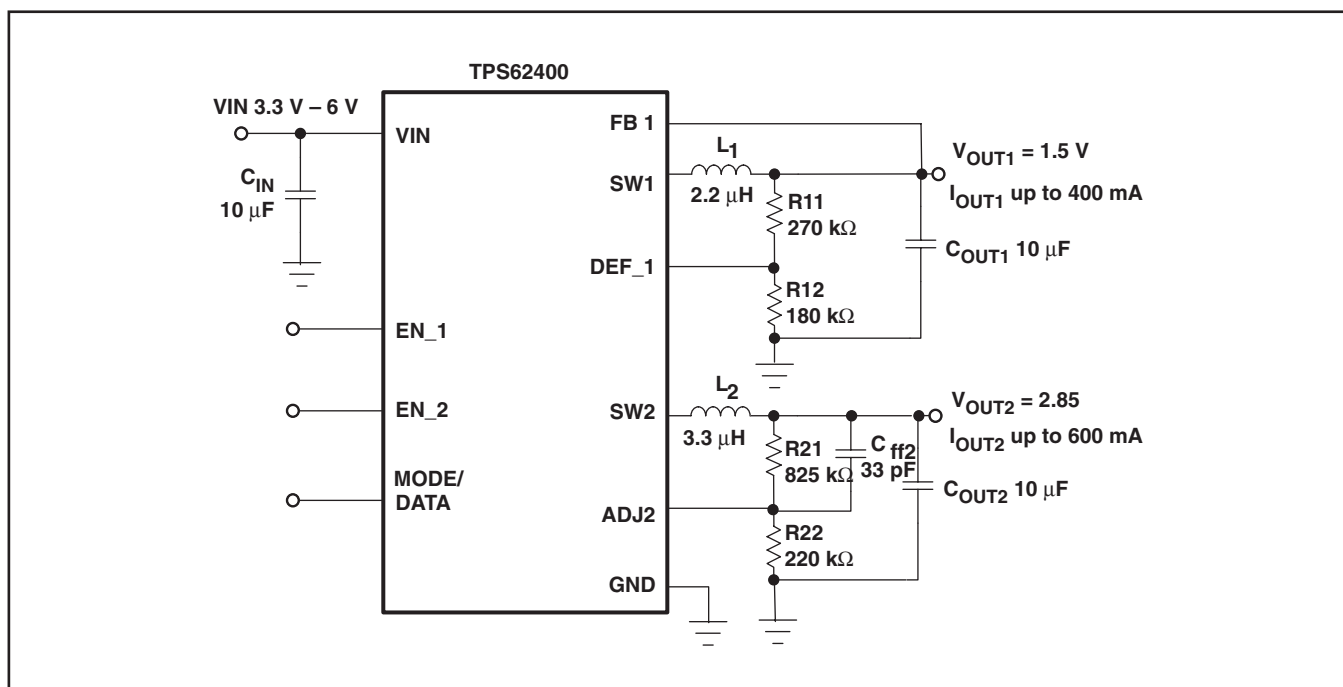 TPS62400
VIN 3.3 V – 6 V
VIN
C_IN
10 μF
EN_1
EN_2
MODE/
DATA
FB 1
SW1
DEF_1
SW2
ADJ2
GND
L1
2.2 μH
R11
270 kΩ
R12
180 kΩ
V_OUT1 = 1.5 V
I_OUT1 up to 400 mA
C_OUT1 10 μF
L2
3.3 μH
R21
825 kΩ
C_ff2
33 pF
R22
220 kΩ
V_OUT2 = 2.85
I_OUT2 up to 600 mA
C_OUT2 10 μF